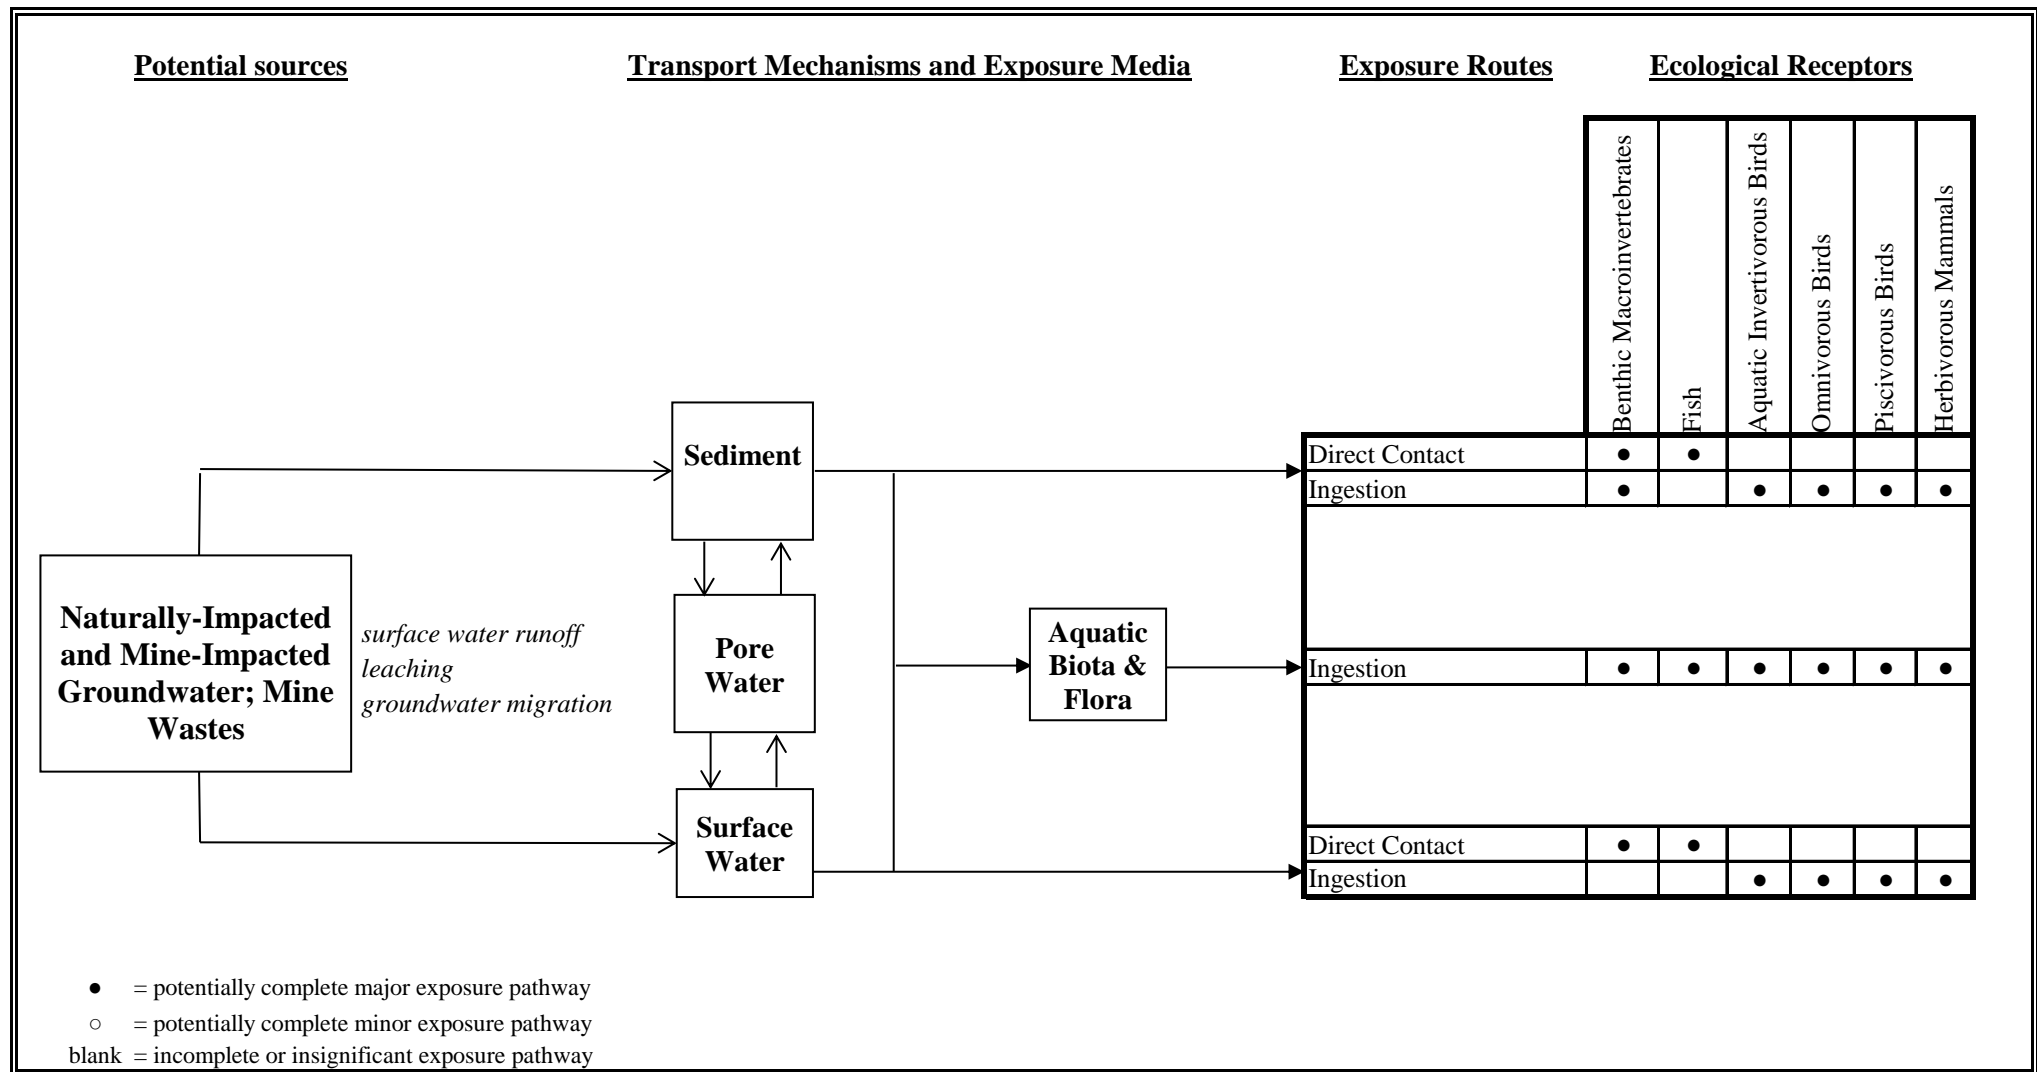 Potential sources
Transport Mechanisms and Exposure Media
Exposure Routes
Ecological Receptors
Benthic Macroinvertebrates
Fish
Aquatic Invertivorous Birds
Omnivorous Birds
Piscivorous Birds
Herbivorous Mammals
Naturally-Impacted
and Mine-Impacted
Groundwater; Mine
Wastes
surface water runoff
leaching
groundwater migration
Sediment
Pore
Water
Surface
Water
Aquatic
Biota &
Flora
Direct Contact ● ●
Ingestion ● ● ● ● ●
Ingestion ● ● ● ● ● ●
Direct Contact ● ●
Ingestion ● ● ● ●
● = potentially complete major exposure pathway
○ = potentially complete minor exposure pathway
blank = incomplete or insignificant exposure pathway